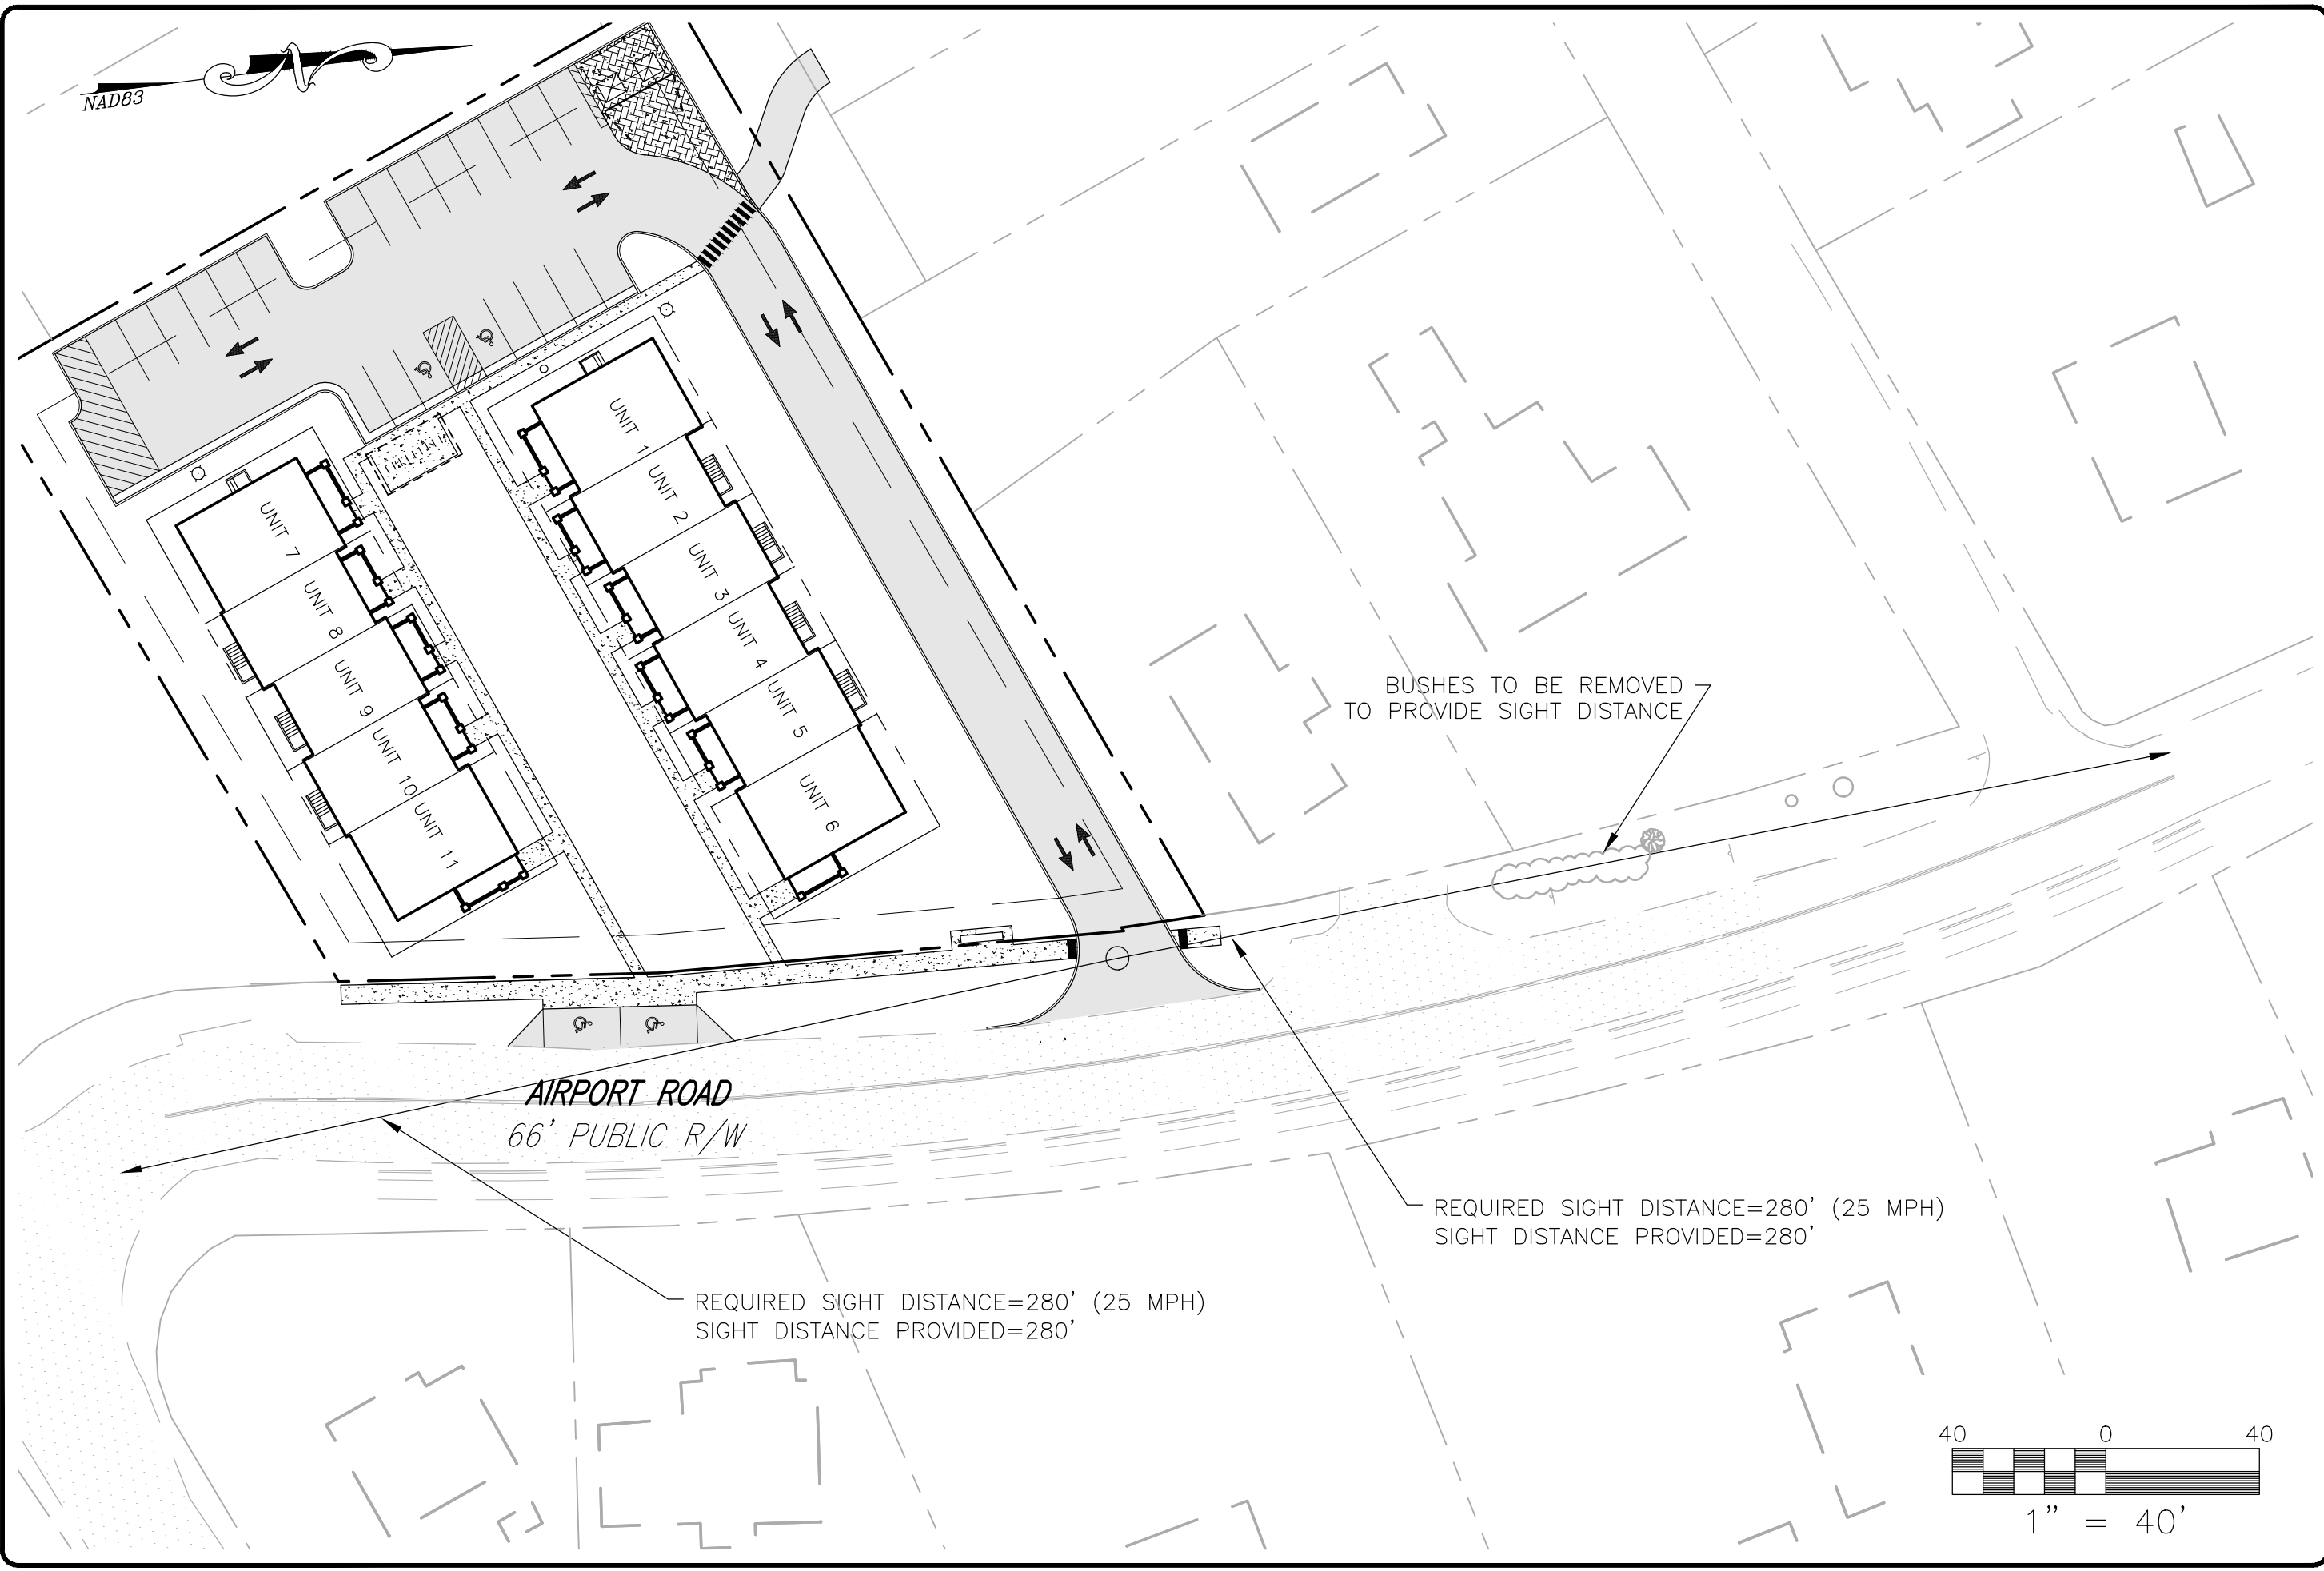 N
NAD83
UNIT 1
UNIT 2
UNIT 3
UNIT 4
UNIT 5
UNIT 6
UNIT 7
UNIT 8
UNIT 9
UNIT 10
UNIT 11
BUSHES TO BE REMOVED
TO PROVIDE SIGHT DISTANCE
AIRPORT ROAD
66' PUBLIC R/W
REQUIRED SIGHT DISTANCE=280' (25 MPH)
SIGHT DISTANCE PROVIDED=280'
REQUIRED SIGHT DISTANCE=280' (25 MPH)
SIGHT DISTANCE PROVIDED=280'
40 0 40
1" = 40'